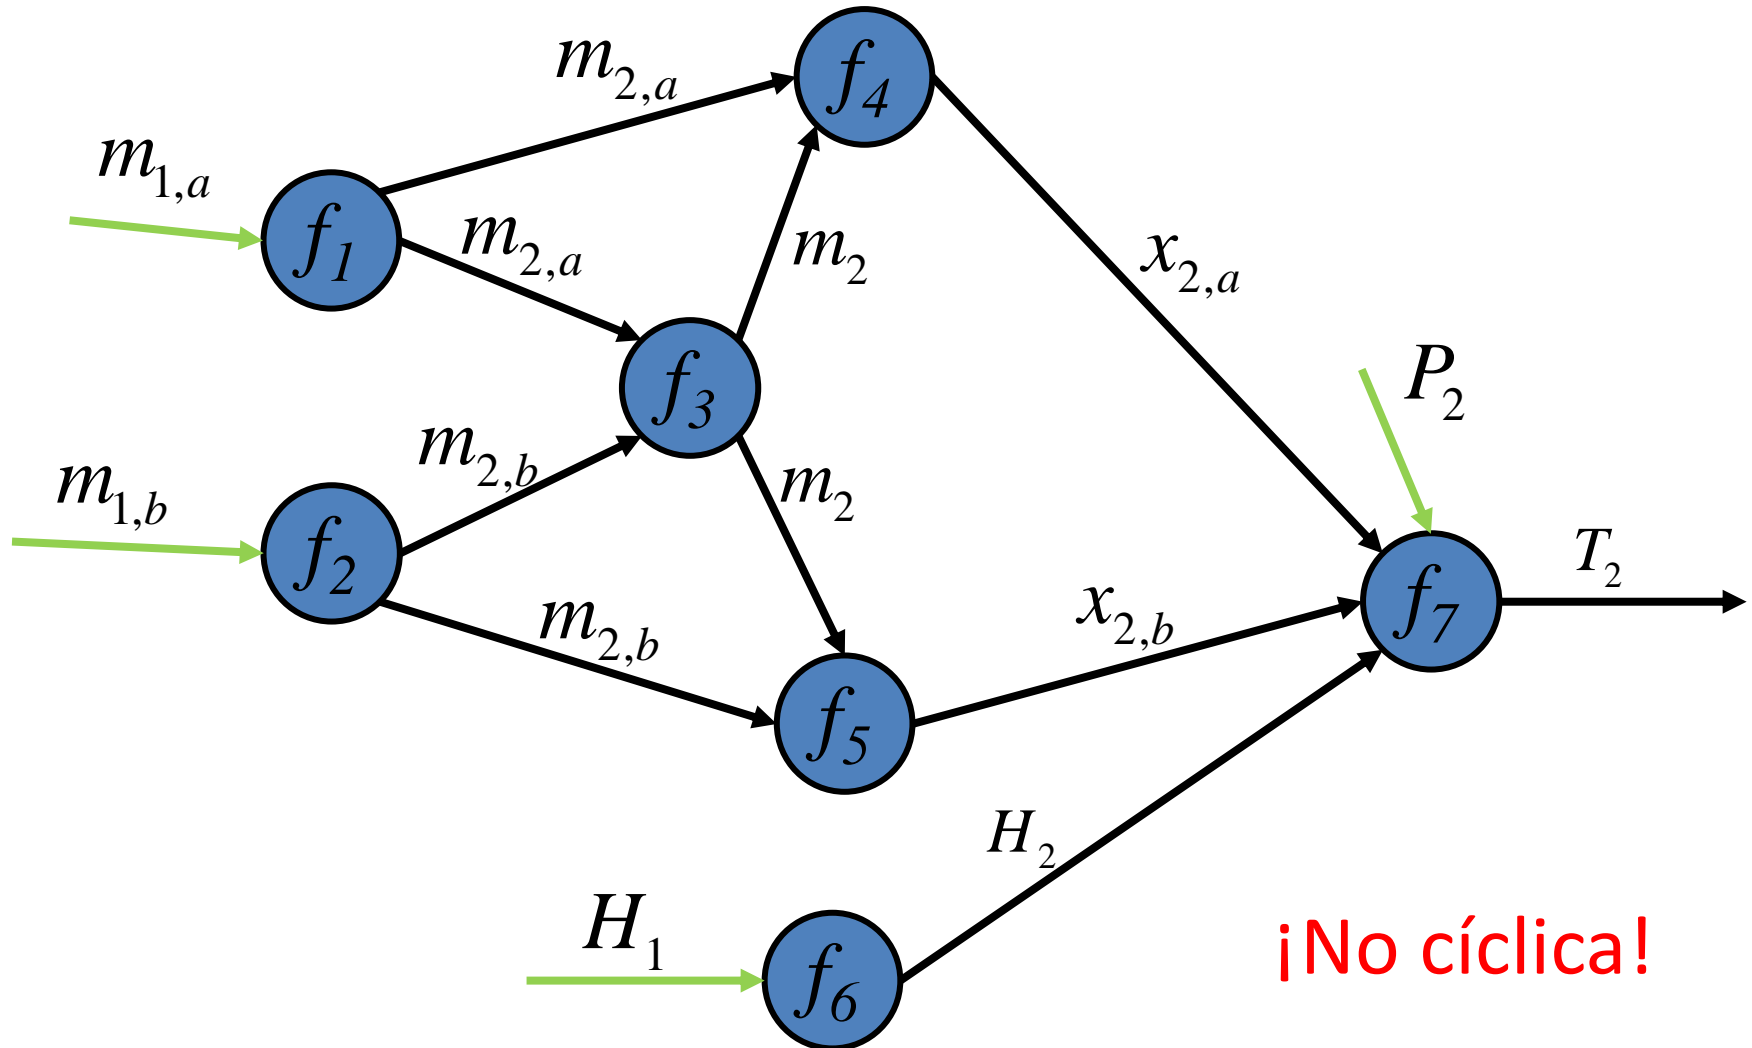 m₂,ₐ
f₄
m₁,ₐ
f₁
m₂,ₐ
m₂
x₂,ₐ
f₃
P₂
m₁,b
m₂,b
m₂
f₂
T₂
m₂,b
x₂,b
f₇
f₅
H₂
H₁
f₆
¡No cíclica!